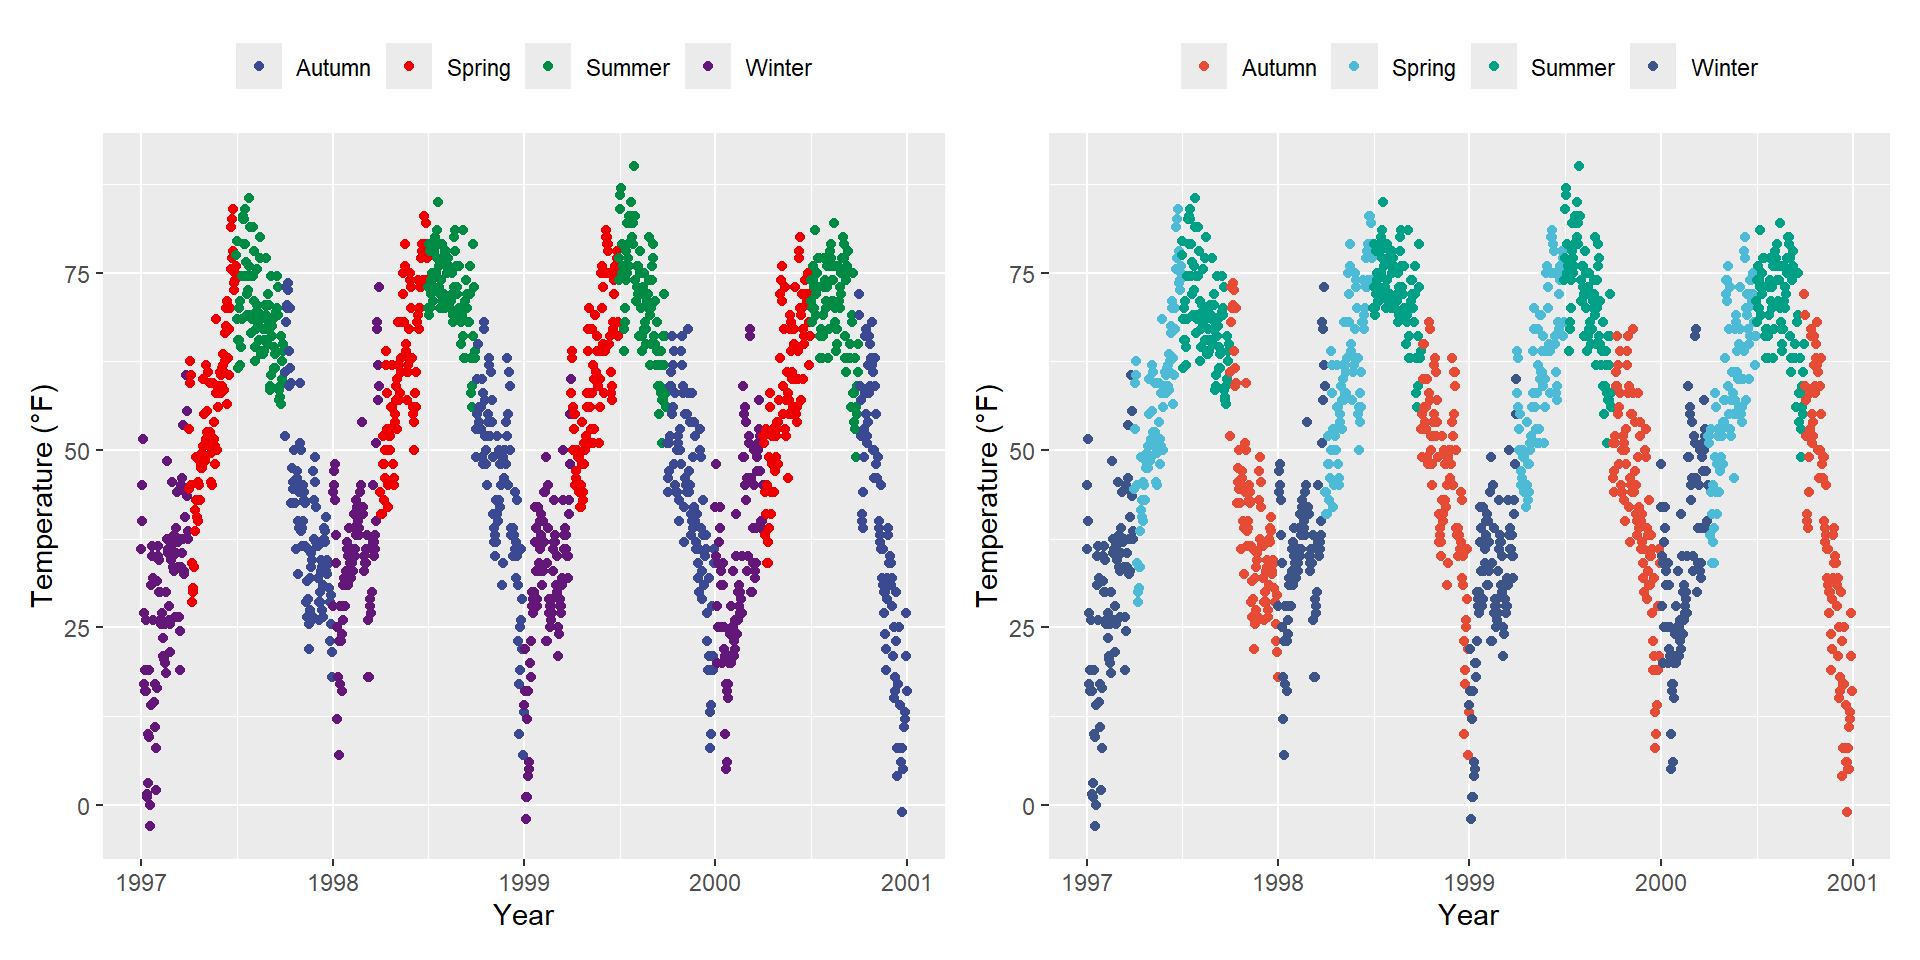 Autumn Spring Summer Winter
Temperature (°F)
75
50
25
0
1997 1998 1999 2000 2001
Year
Autumn Spring Summer Winter
Temperature (°F)
75
50
25
0
1997 1998 1999 2000 2001
Year